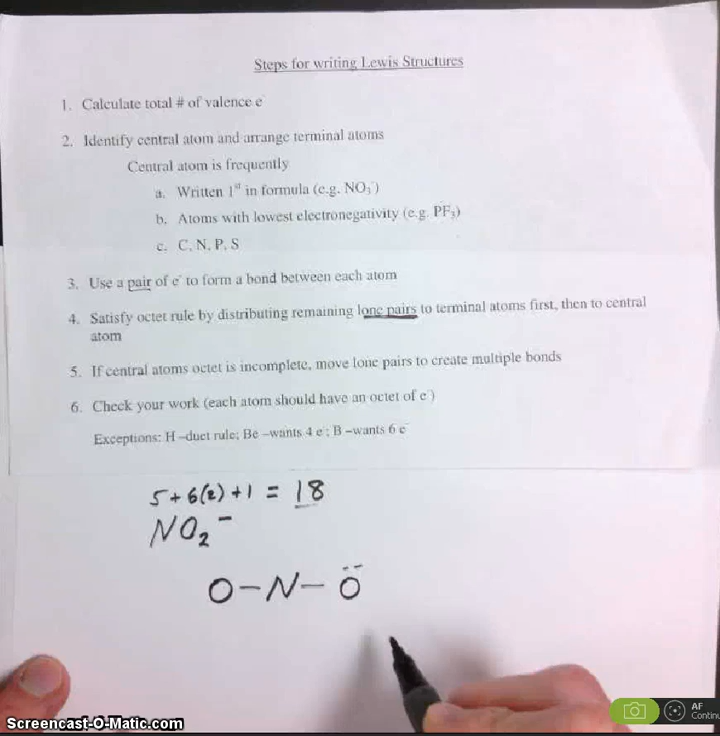 Steps for writing Lewis Structures
1. Calculate total # of valence e⁻
2. Identify central atom and arrange terminal atoms
Central atom is frequently
a. Written 1ˢᵗ in formula (e.g. NO₃⁻)
b. Atoms with lowest electronegativity (e.g. PF₃)
c. C, N, P, S
3. Use a pair of e⁻ to form a bond between each atom
4. Satisfy octet rule by distributing remaining lone pairs to terminal atoms first, then to central
atom
5. If central atoms octet is incomplete, move lone pairs to create multiple bonds
6. Check your work (each atom should have an octet of e⁻)
Exceptions: H –duet rule; Be –wants 4 e⁻; B –wants 6 e⁻
5+6(2)+1 = 18
NO₂⁻
O–N–Ö
Screencast-O-Matic.com
AF
Continu